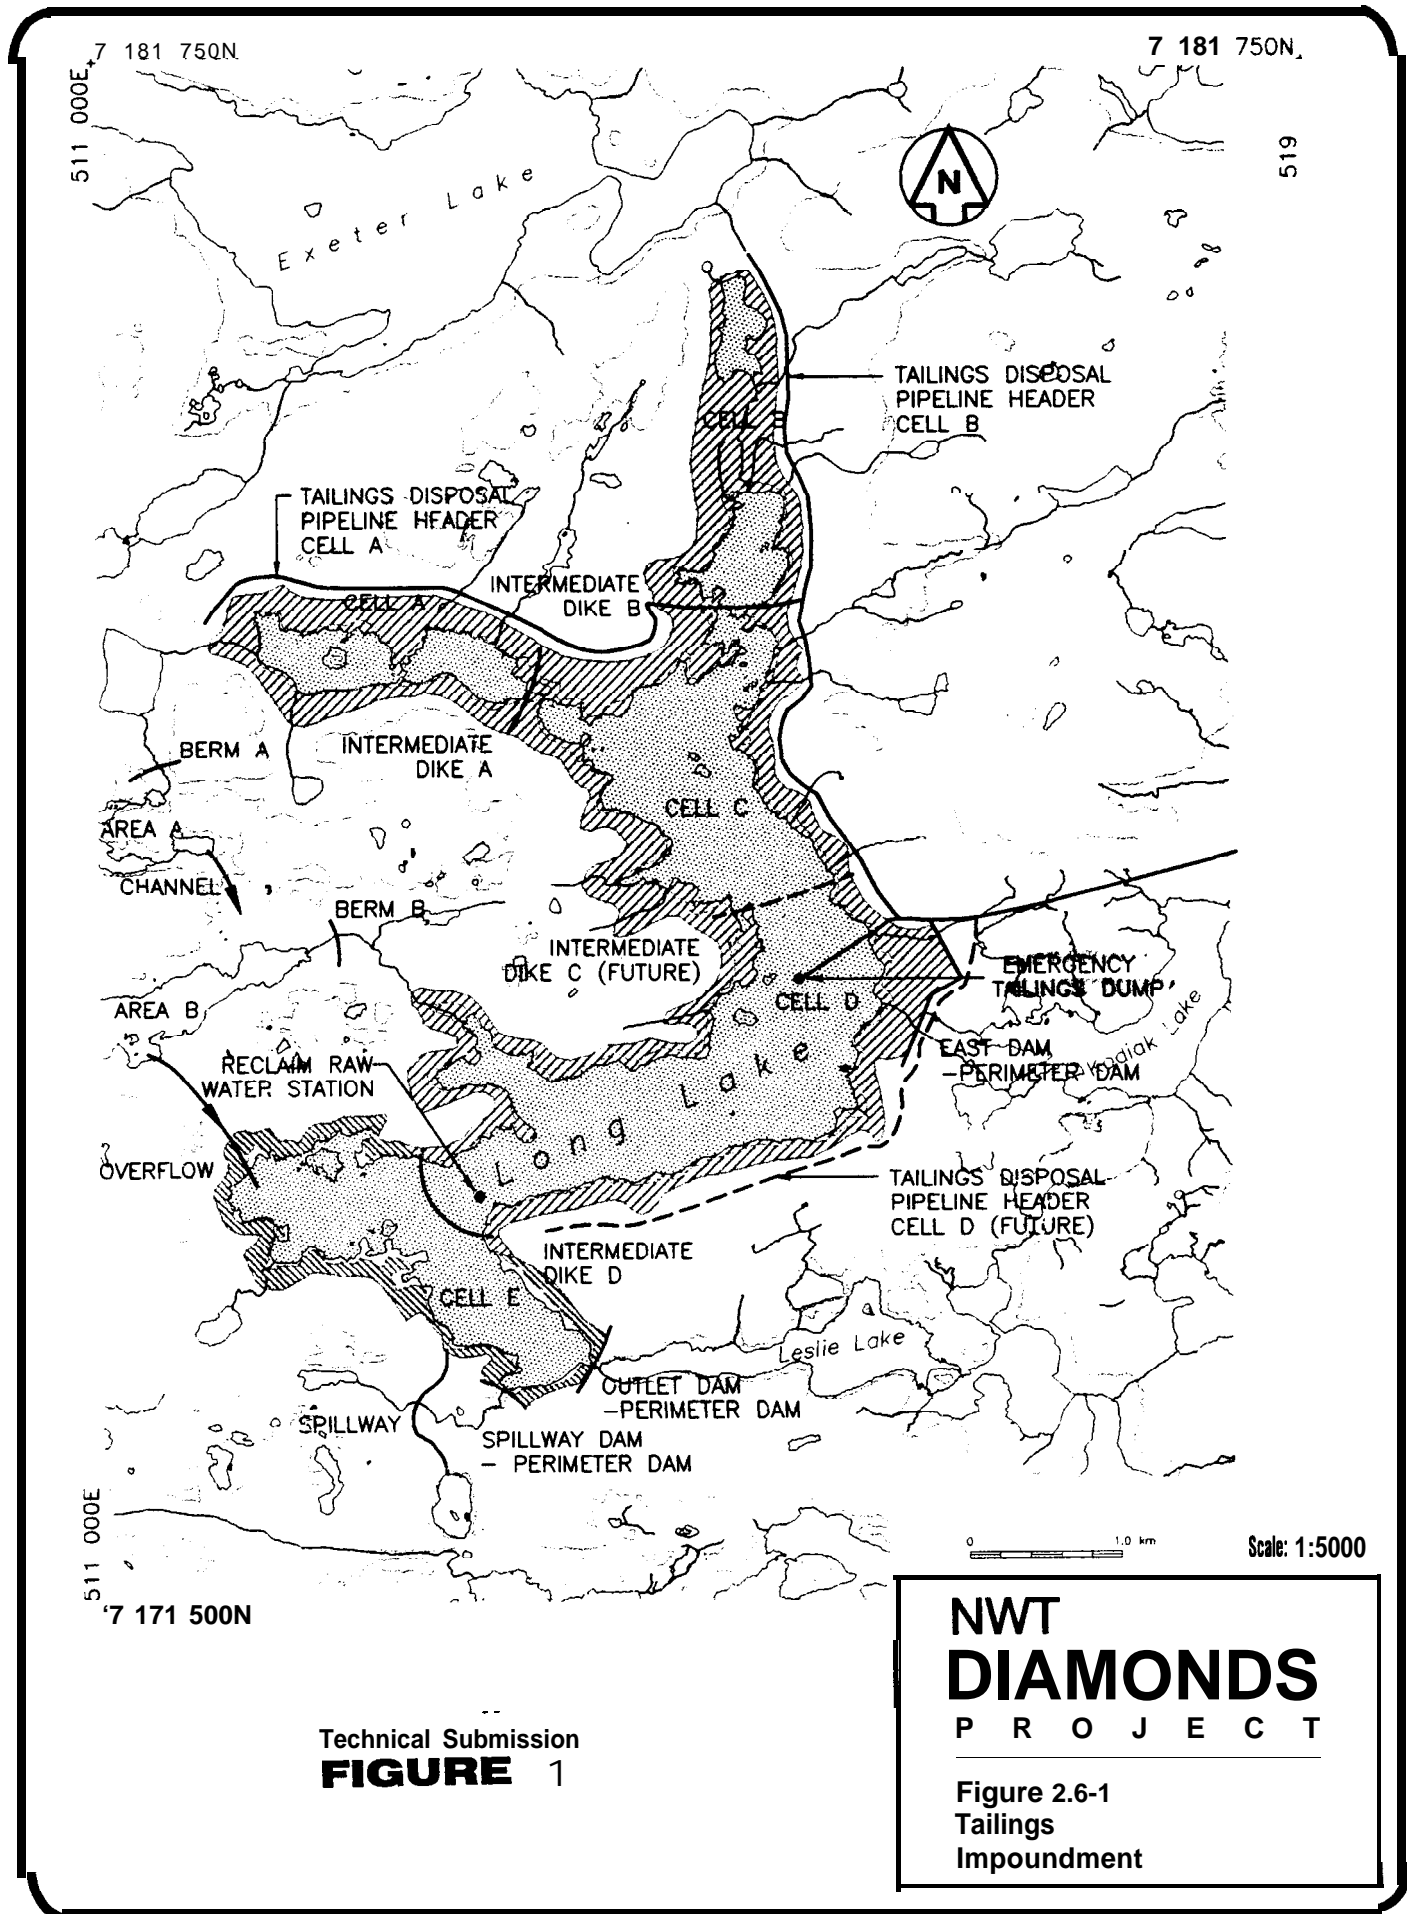 7 181 750N
7 181 750N
511 000E
519
Exeter Lake
N
TAILINGS DISPOSAL
PIPELINE HEADER
CELL B
CELL B
TAILINGS DISPOSAL
PIPELINE HEADER
CELL A
INTERMEDIATE
DIKE B
CELL A
BERM A
INTERMEDIATE
DIKE A
CELL C
AREA A
CHANNEL
BERM B
INTERMEDIATE
DIKE C (FUTURE)
EMERGENCY
TAILINGS DUMP
CELL D
AREA B
Kodiak Lake
EAST DAM
-PERIMETER DAM
RECLAIM RAW
WATER STATION
Long Lake
OVERFLOW
TAILINGS DISPOSAL
PIPELINE HEADER
CELL D (FUTURE)
INTERMEDIATE
DIKE D
CELL E
Leslie Lake
OUTLET DAM
-PERIMETER DAM
SPILLWAY
SPILLWAY DAM
- PERIMETER DAM
511 000E
0 1.0 km
Scale: 1:5000
'7 171 500N
NWT
DIAMONDS
PROJECT
Technical Submission
FIGURE 1
Figure 2.6-1
Tailings
Impoundment